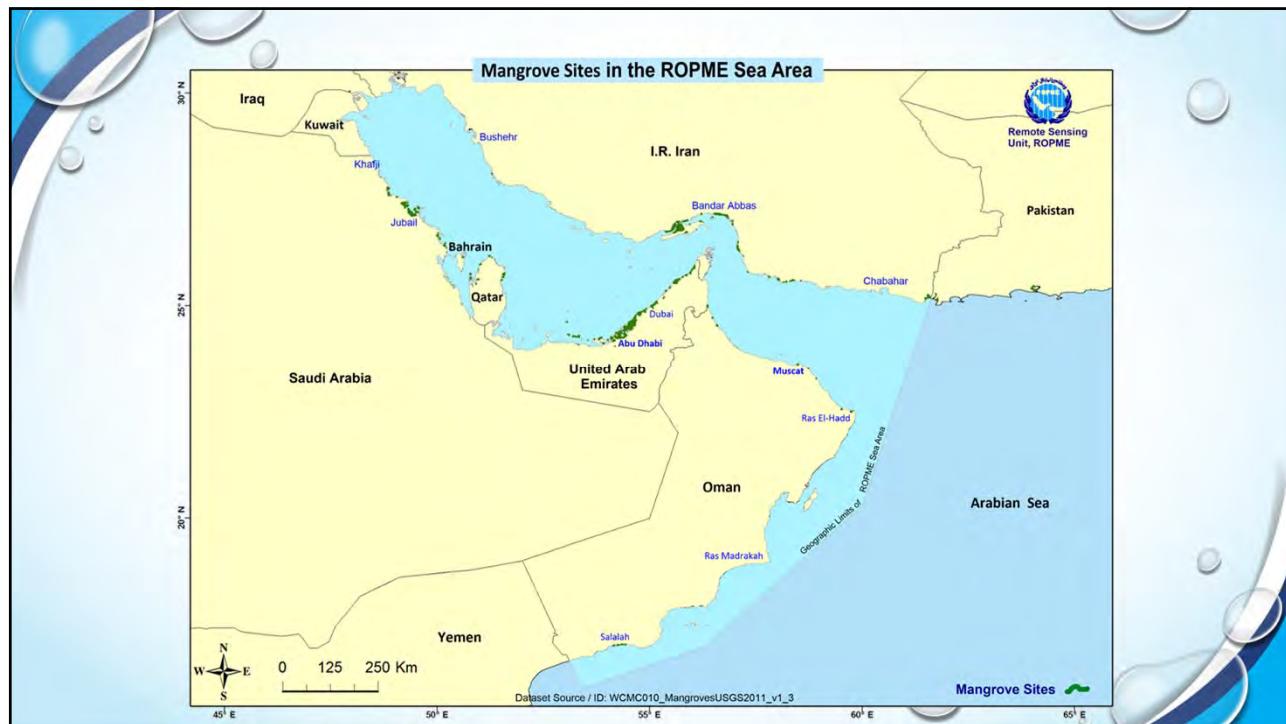 Mangrove Sites in the ROPME Sea Area
30° N
Iraq
Kuwait
Bushehr
Remote Sensing
Unit, ROPME
I.R. Iran
Khafji
Bandar Abbas
Pakistan
Jubail
Bahrain
Chabahar
Qatar
25° N
Dubai
Abu Dhabi
United Arab
Emirates
Saudi Arabia
Muscat
Ras El-Hadd
Geographic Limits of ROPME Sea Area
Oman
Arabian Sea
20° N
Ras Madrakah
Yemen
Salalah
N
W E
S
0 125 250 Km
Dataset Source / ID: WCMC010_MangrovesUSGS2011_v1_3
Mangrove Sites
45° E
50° E
55° E
60° E
65° E